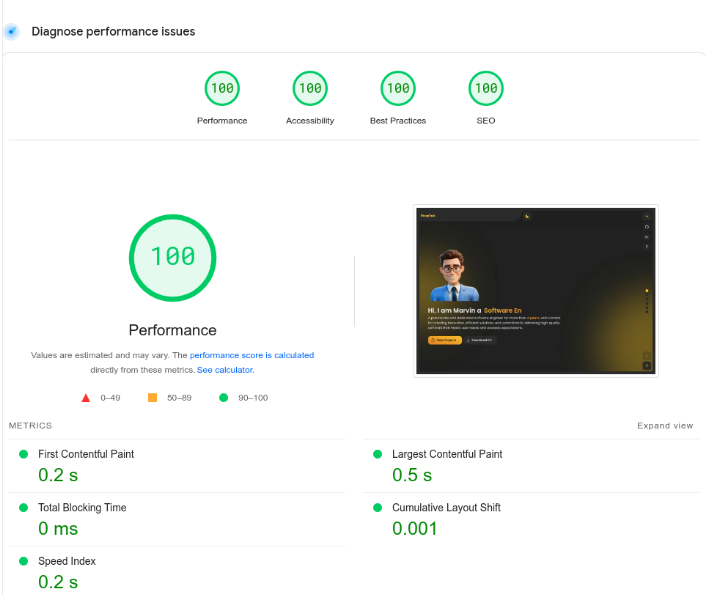 Diagnose performance issues
100 100 100 100
Performance Accessibility Best Practices SEO
100
Performance
Values are estimated and may vary. The performance score is calculated
directly from these metrics. See calculator.
0–49 50–89 90–100
Hi, I am Marvin a Software En
METRICS
Expand view
First Contentful Paint
0.2 s
Largest Contentful Paint
0.5 s
Total Blocking Time
0 ms
Cumulative Layout Shift
0.001
Speed Index
0.2 s